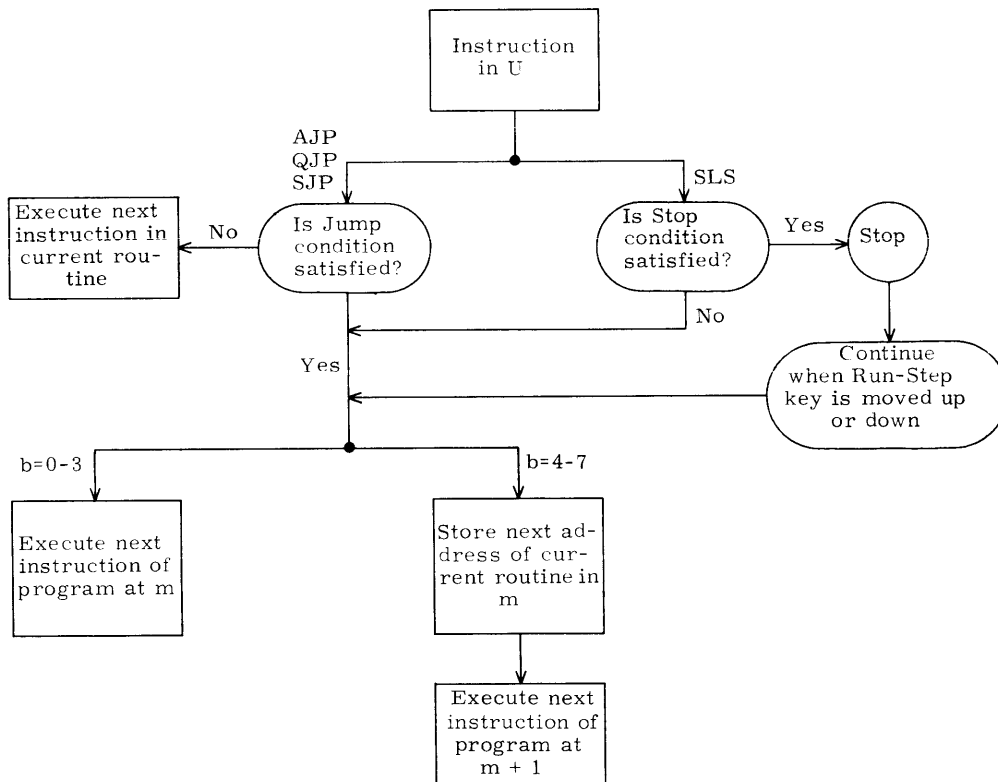 Instruction
in U
AJP
QJP
SJP
SLS
Execute next
instruction in
current rou-
tine
No
Is Jump
condition
satisfied?
Is Stop
condition
satisfied?
Yes
Stop
No
Yes
Continue
when Run-Step
key is moved up
or down
b=0-3
b=4-7
Execute next
instruction of
program at m
Store next ad-
dress of cur-
rent routine in
m
Execute next
instruction of
program at
m + 1